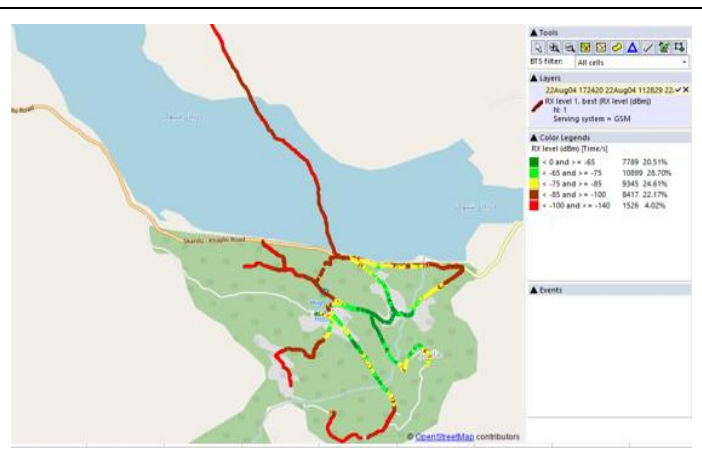 Tools
BTS filter: All cells
Layers
22Aug04 172420 22Aug04 112829 22
RX level 1. best (RX level (dBm))
N: 1
Serving system = GSM
Color Legends
RX level (dBm) [Time/s]
< 0 and >= -65 7789 20.51%
< -65 and >= -75 10899 28.70%
< -75 and >= -85 9345 24.61%
< -85 and >= -100 8417 22.17%
< -100 and >= -140 1526 4.02%
Events
Road
Skardu - Khaplu Road
© OpenStreetMap contributors